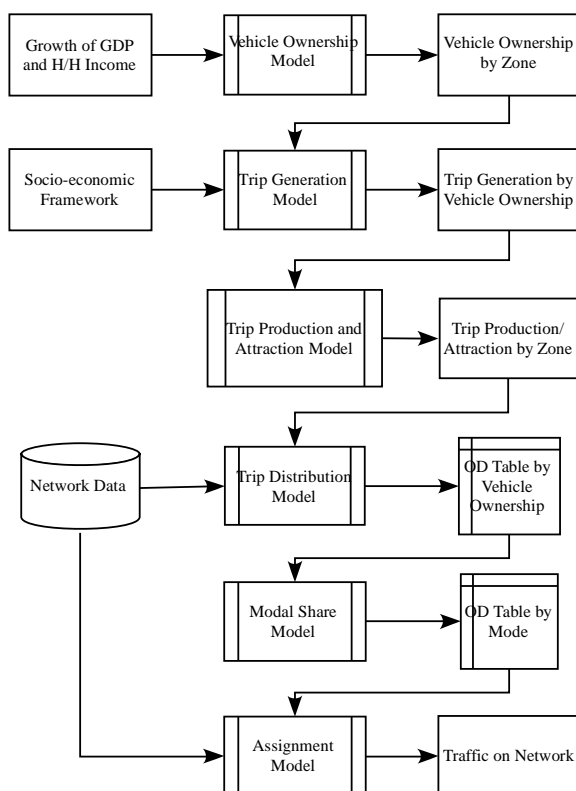 Growth of GDP
and H/H Income
Vehicle Ownership
Model
Vehicle Ownership
by Zone
Socio-economic
Framework
Trip Generation
Model
Trip Generation by
Vehicle Ownership
Trip Production and
Attraction Model
Trip Production/
Attraction by Zone
Network Data
Trip Distribution
Model
OD Table by
Vehicle
Ownership
Modal Share
Model
OD Table by
Mode
Assignment
Model
Traffic on Network